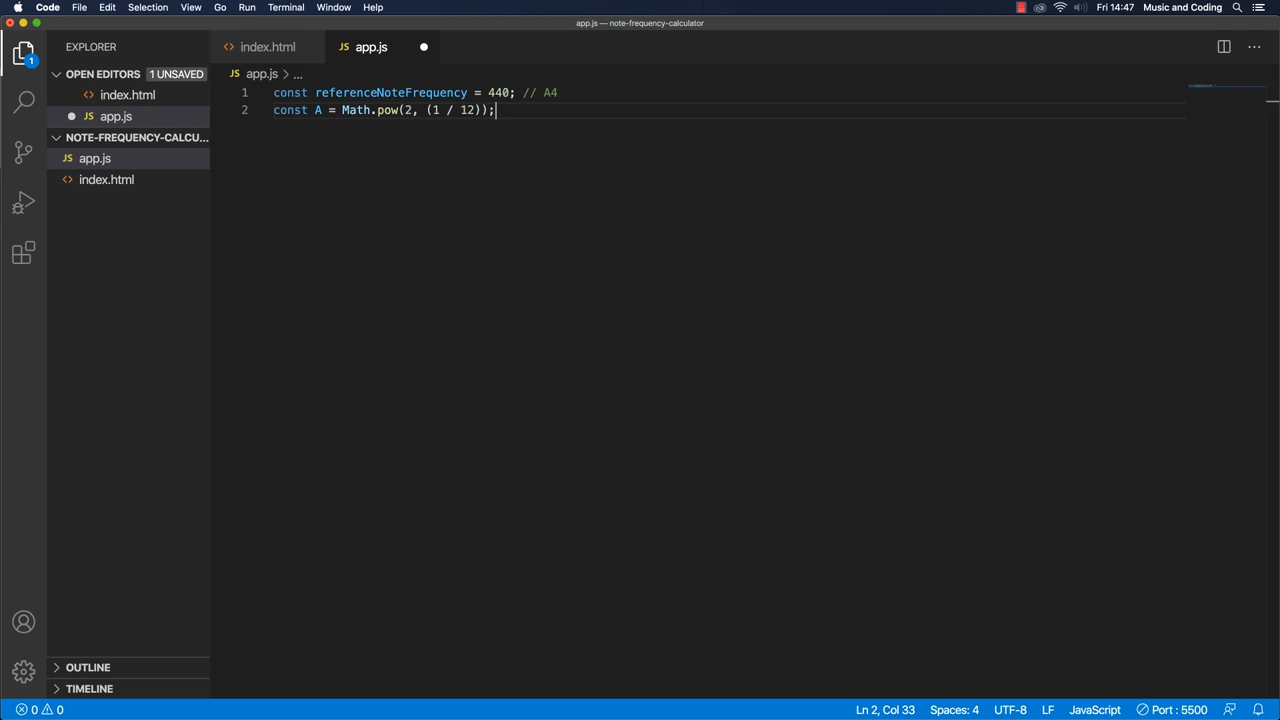 Code File Edit Selection View Go Run Terminal Window Help Fri 14:47 Music and Coding
app.js — note-frequency-calculator
EXPLORER
index.html
JS app.js
OPEN EDITORS 1 UNSAVED
JS app.js > ...
index.html
JS app.js
NOTE-FREQUENCY-CALCU...
JS app.js
index.html
1
1 const referenceNoteFrequency = 440; // A4
2 const A = Math.pow(2, (1 / 12));
OUTLINE
TIMELINE
0 0 Ln 2, Col 33 Spaces: 4 UTF-8 LF JavaScript Port : 5500